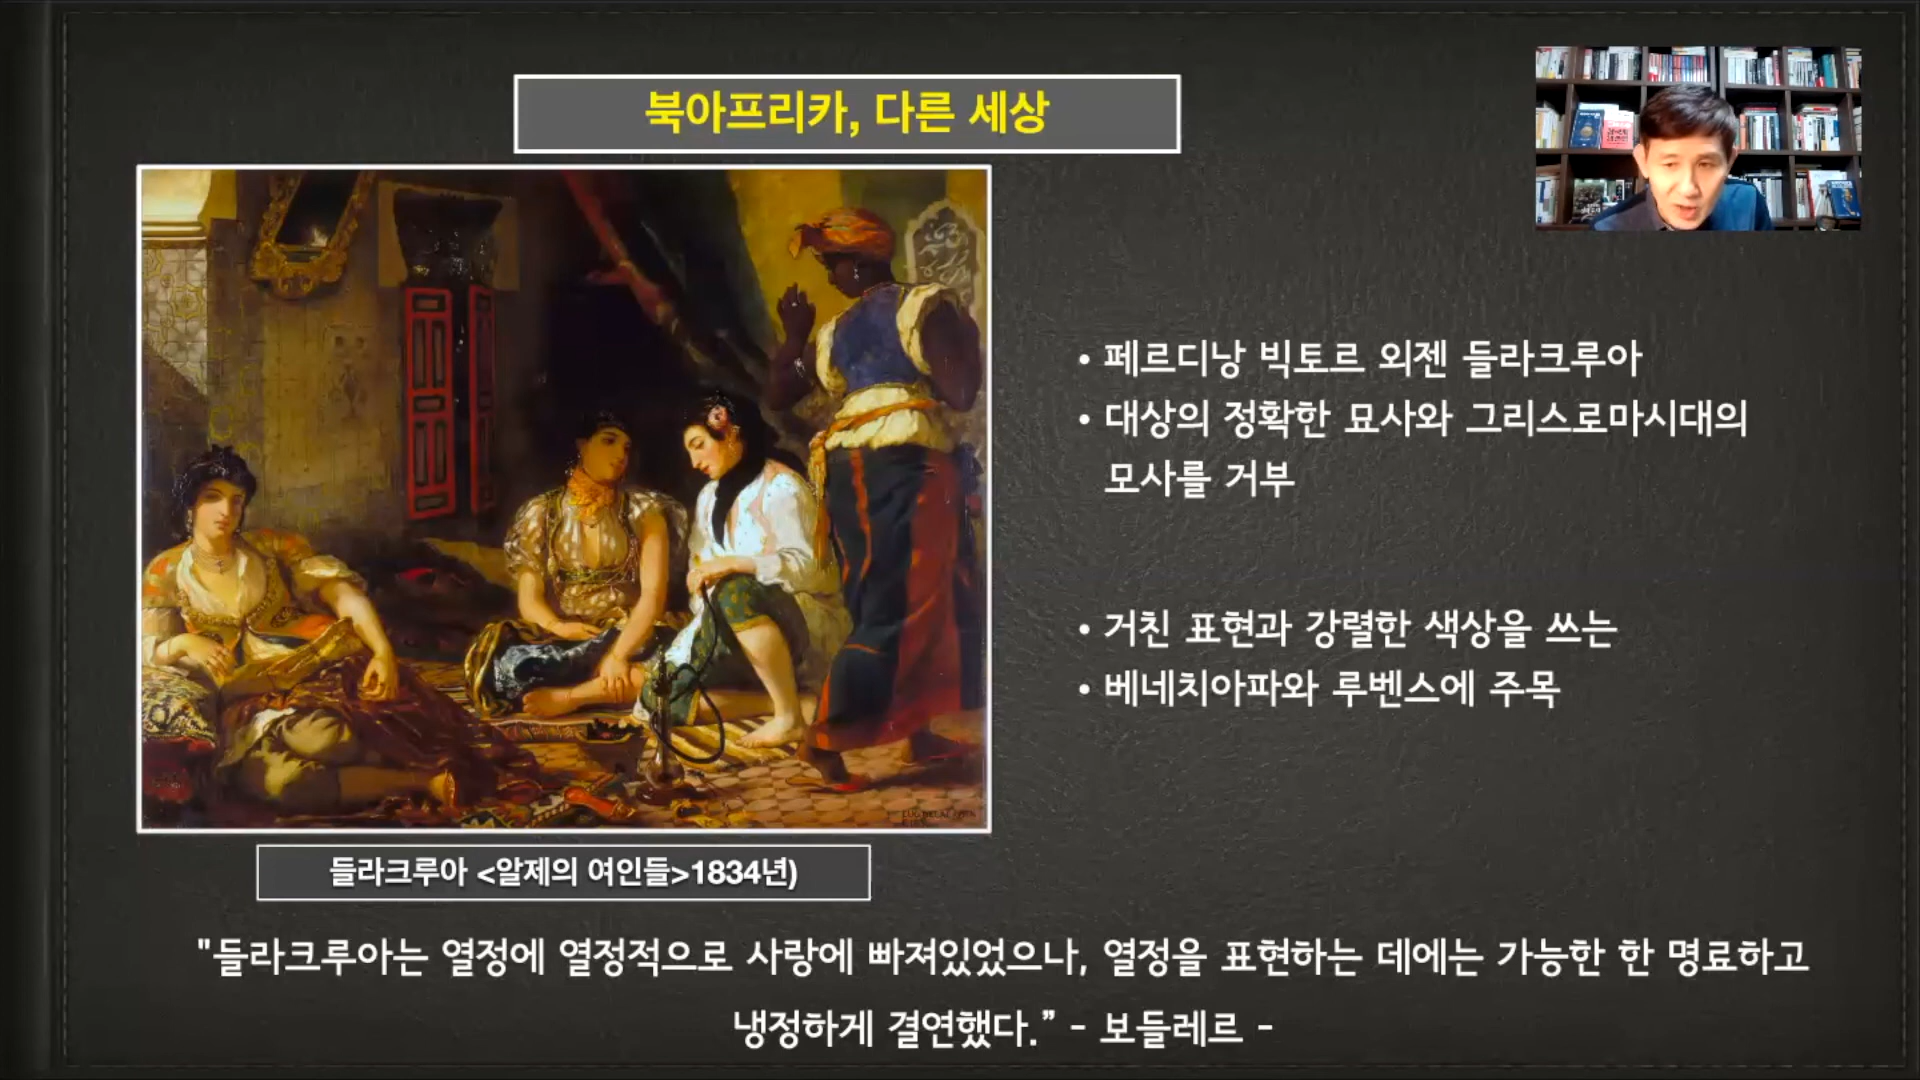 북아프리카, 다른 세상
• 페르디낭 빅토르 외젠 들라크루아
• 대상의 정확한 묘사와 그리스로마시대의
모사를 거부
• 거친 표현과 강렬한 색상을 쓰는
• 베네치아파와 루벤스에 주목
들라크루아 <알제의 여인들>1834년)
"들라크루아는 열정에 열정적으로 사랑에 빠져있었으나, 열정을 표현하는 데에는 가능한 한 명료하고
냉정하게 결연했다.” - 보들레르 -